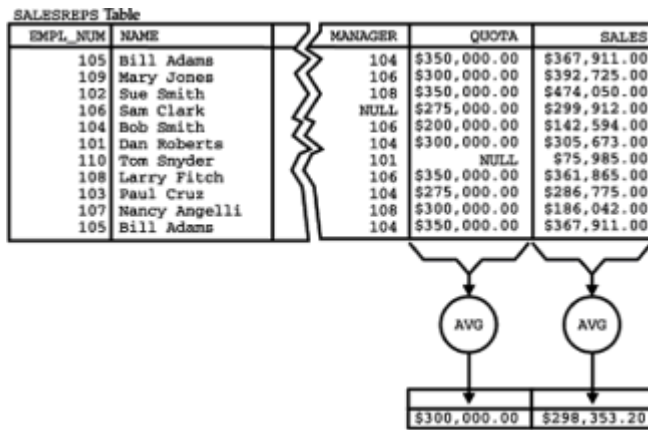 SALESREPS Table
EMPL_NUM NAME MANAGER QUOTA SALES
105 Bill Adams 104 $350,000.00 $367,911.00
109 Mary Jones 106 $300,000.00 $392,725.00
102 Sue Smith 108 $350,000.00 $474,050.00
106 Sam Clark NULL $275,000.00 $299,912.00
104 Bob Smith 106 $200,000.00 $142,594.00
101 Dan Roberts 104 $300,000.00 $305,673.00
110 Tom Snyder 101 NULL $75,985.00
108 Larry Fitch 106 $350,000.00 $361,865.00
103 Paul Cruz 104 $275,000.00 $286,775.00
107 Nancy Angelli 108 $300,000.00 $186,042.00
105 Bill Adams 104 $350,000.00 $367,911.00
AVG AVG
$300,000.00 $298,353.20